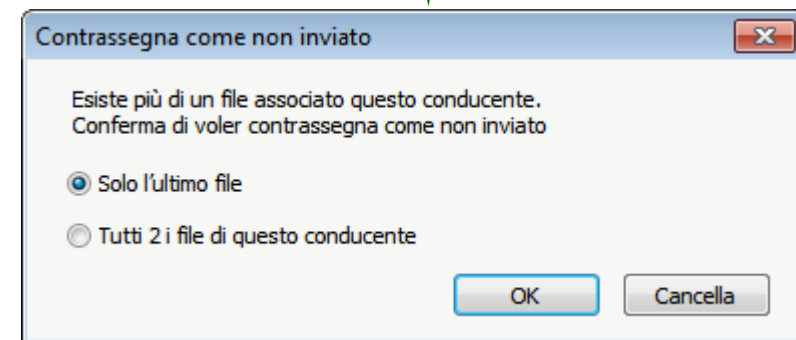 Contrassegna come non inviato
Esiste più di un file associato questo conducente.
Conferma di voler contrassegna come non inviato
Solo l'ultimo file
Tutti 2 i file di questo conducente
OK Cancella